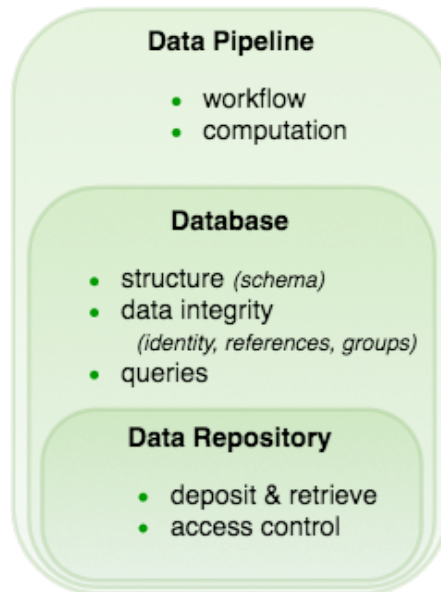 Data Pipeline
• workflow
• computation
Database
• structure (schema)
• data integrity
(identity, references, groups)
• queries
Data Repository
• deposit & retrieve
• access control